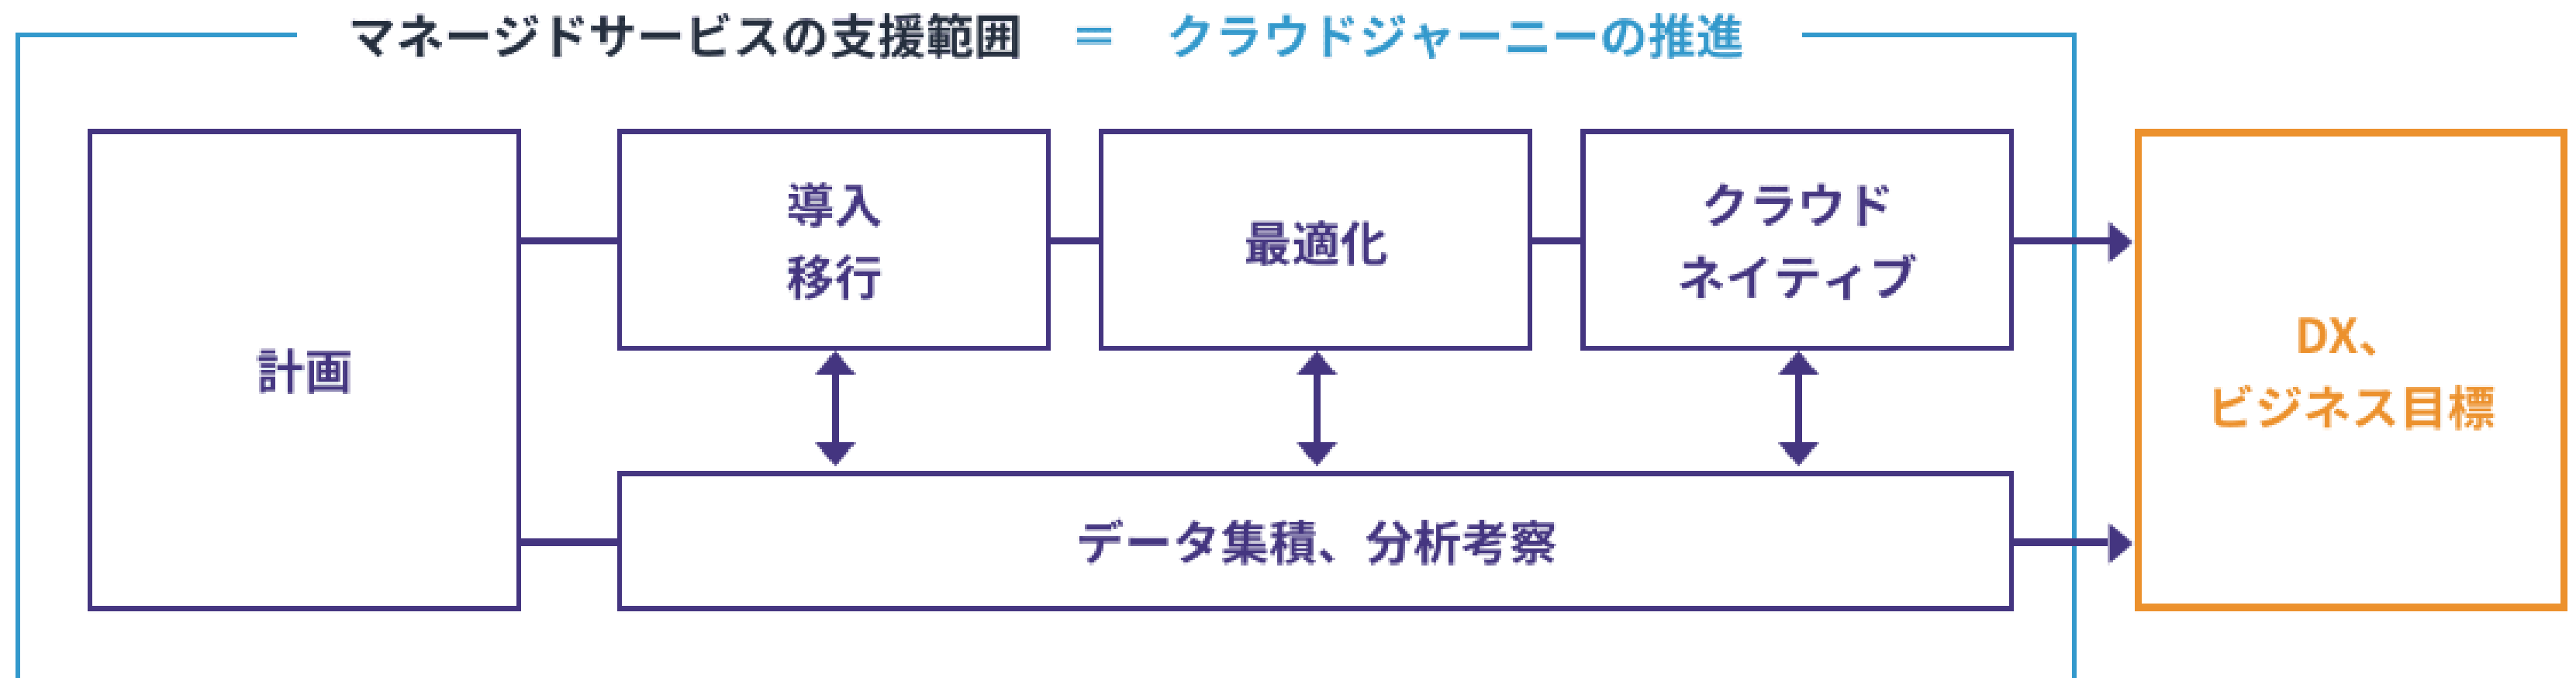 マネージドサービスの支援範囲 = クラウドジャーニーの推進
計画
導入
移行
最適化
クラウド
ネイティブ
データ集積、分析考察
DX、
ビジネス目標